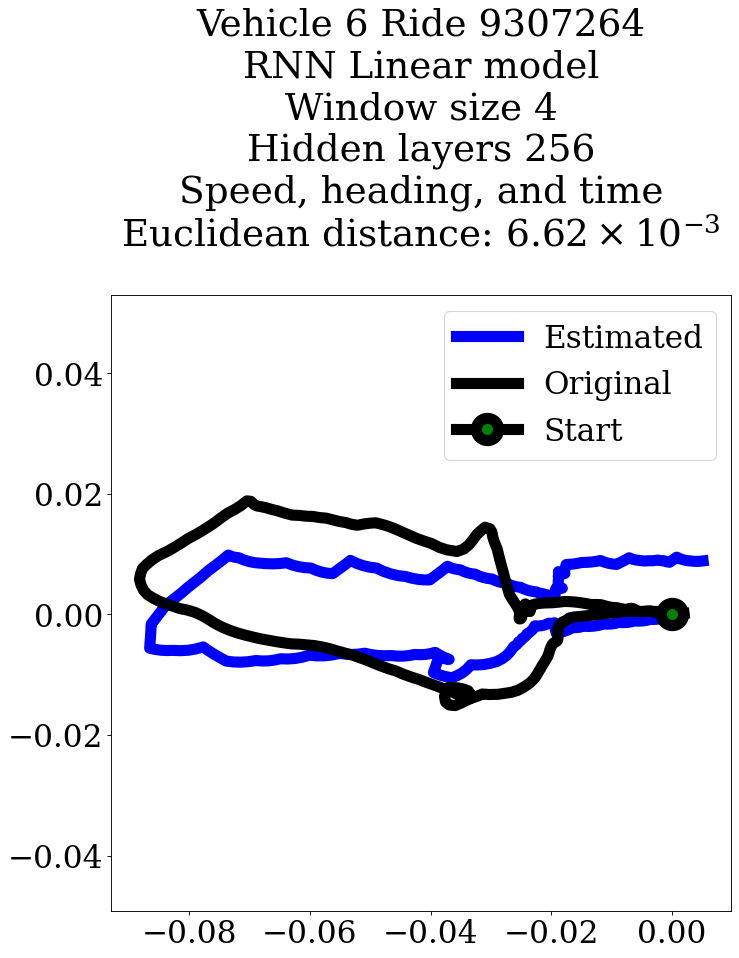 Vehicle 6 Ride 9307264
RNN Linear model
Window size 4
Hidden layers 256
Speed, heading, and time
Euclidean distance: 6.62 × 10⁻³
Estimated
Original
Start
0.04
0.02
0.00
−0.02
−0.04
−0.08 −0.06 −0.04 −0.02 0.00